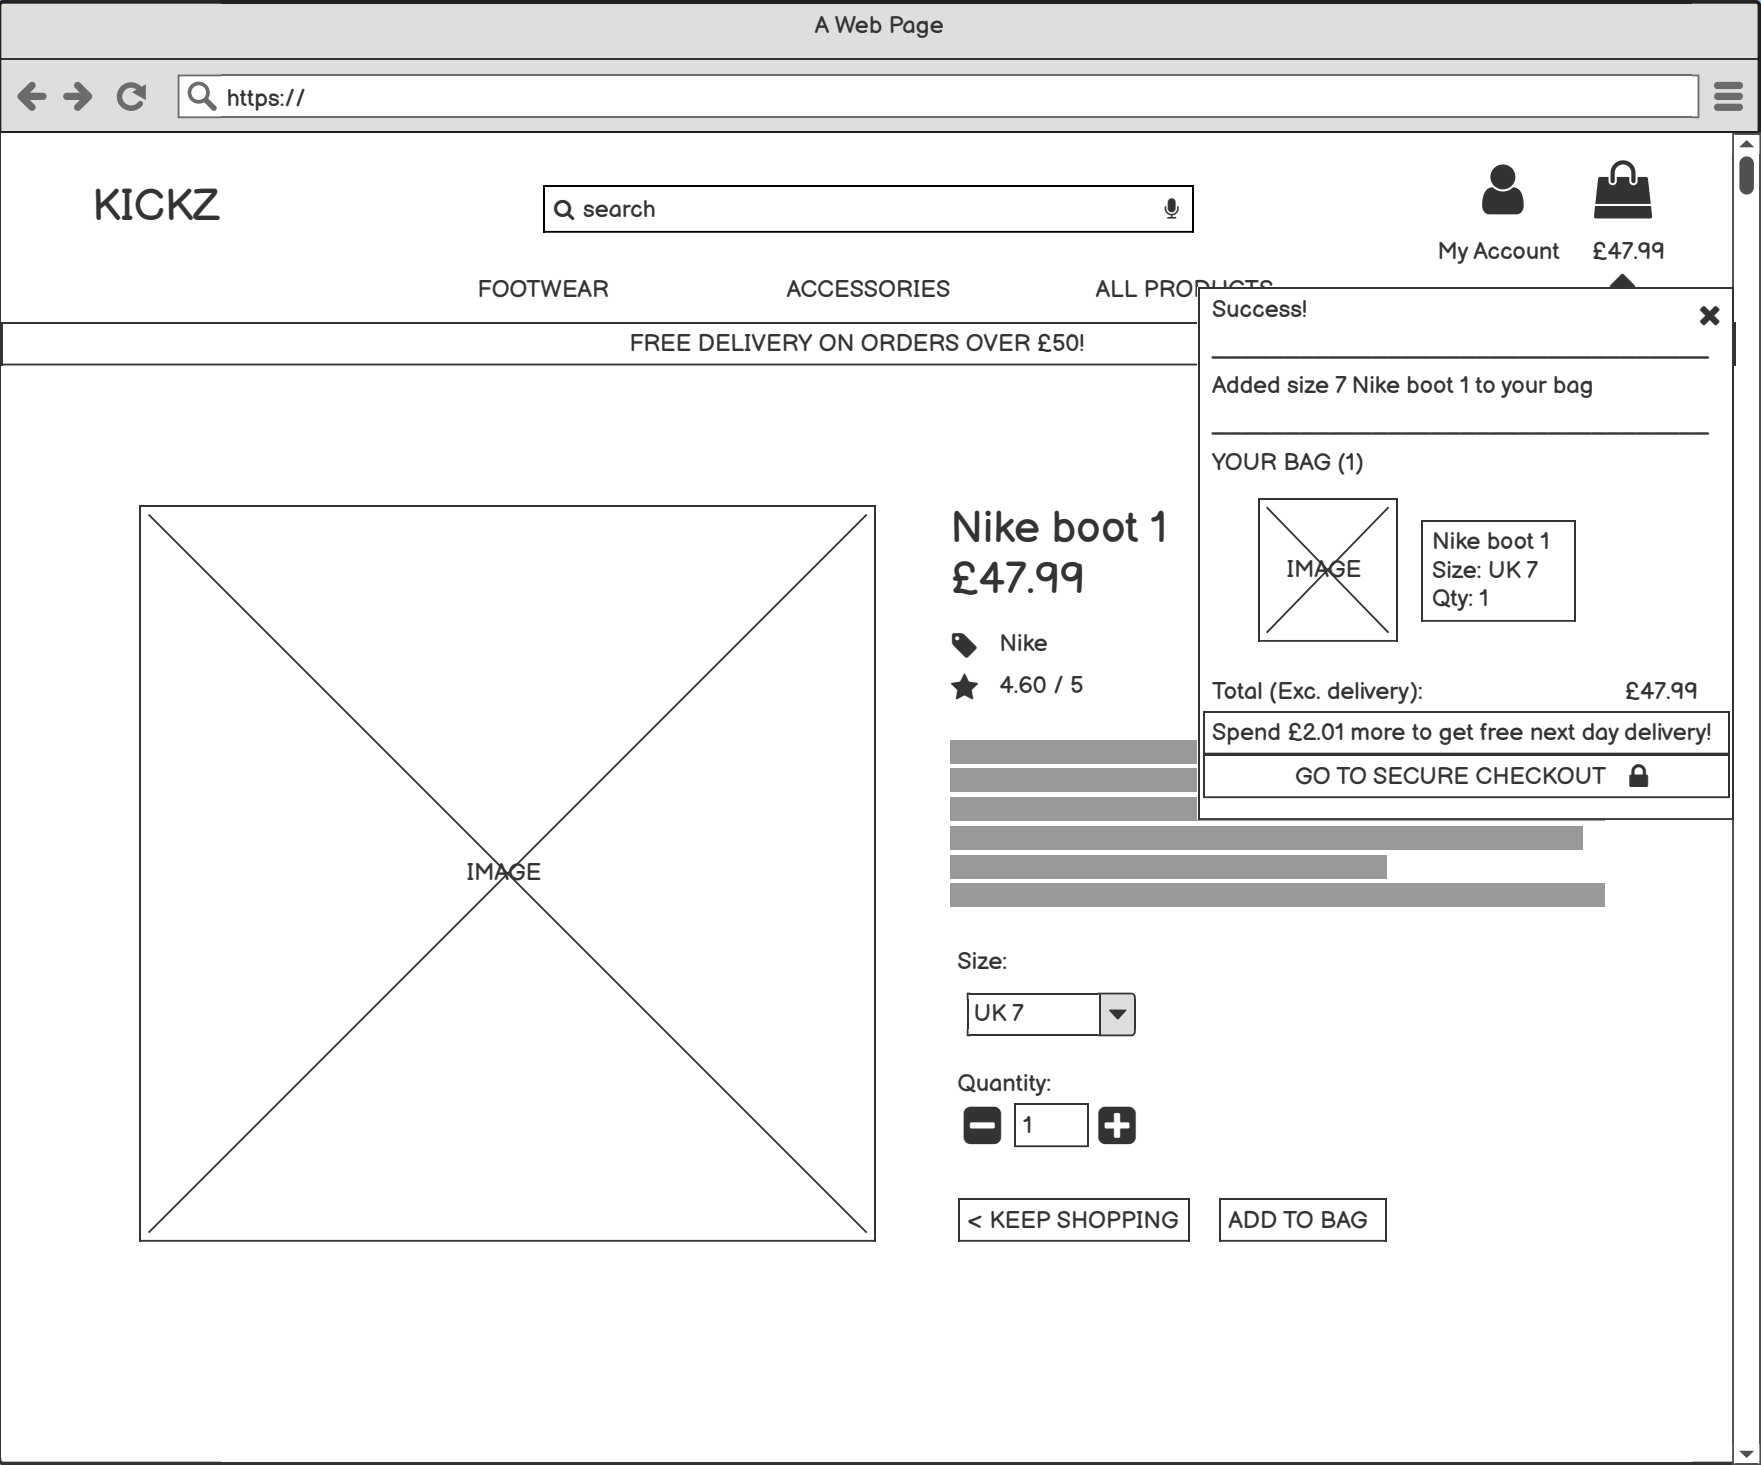 A Web Page
https://
KICKZ
search
My Account
£47.99
FOOTWEAR
ACCESSORIES
ALL PRODUCTS
FREE DELIVERY ON ORDERS OVER £50!
Success!
Added size 7 Nike boot 1 to your bag
YOUR BAG (1)
IMAGE
Nike boot 1
Size: UK 7
Qty: 1
Total (Exc. delivery):
£47.99
Spend £2.01 more to get free next day delivery!
GO TO SECURE CHECKOUT
IMAGE
Nike boot 1
£47.99
Nike
4.60 / 5
Size:
UK 7
Quantity:
1
< KEEP SHOPPING
ADD TO BAG